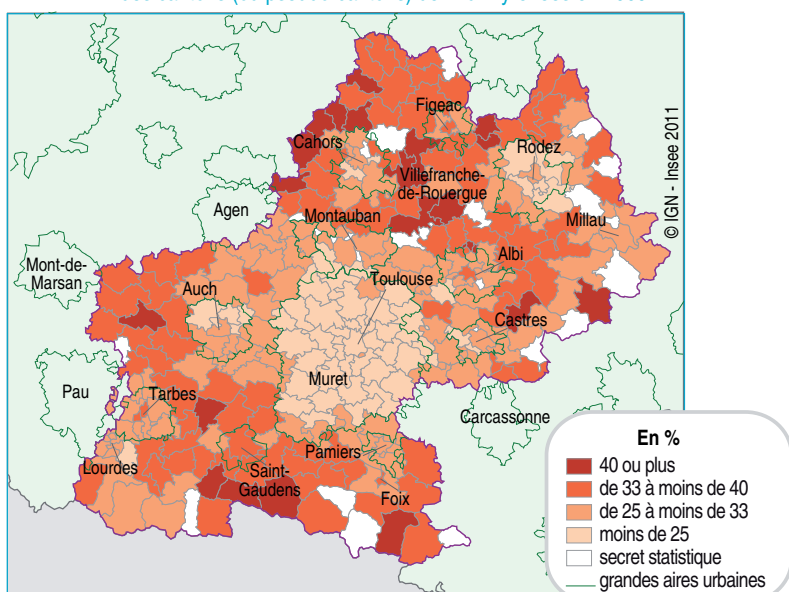 Figeac
Cahors
Rodez
Villefranche-
de-Rouergue
Agen
Montauban
Millau
Mont-de-
Marsan
Albi
Auch
Toulouse
Castres
Muret
Pau
Tarbes
Carcassonne
Pamiers
Lourdes
Saint-
Gaudens
Foix
© IGN - Insee 2011
En %
40 ou plus
de 33 à moins de 40
de 25 à moins de 33
moins de 25
secret statistique
grandes aires urbaines